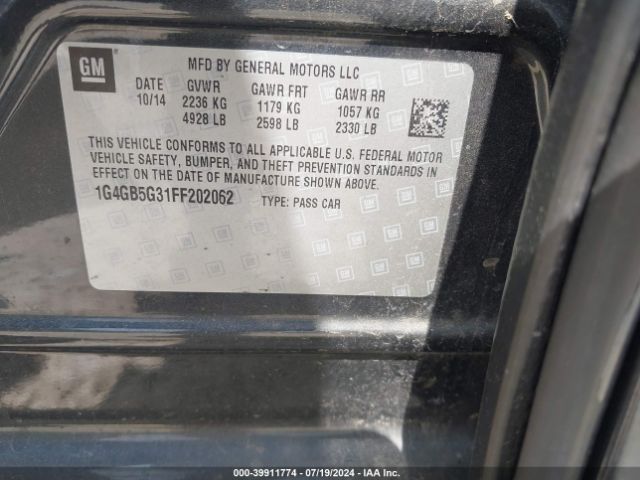 GM
MFD BY GENERAL MOTORS LLC
DATE GVWR GAWR FRT GAWR RR
10/14 2236 KG 1179 KG 1057 KG
4928 LB 2598 LB 2330 LB
THIS VEHICLE CONFORMS TO ALL APPLICABLE U.S. FEDERAL MOTOR
VEHICLE SAFETY, BUMPER, AND THEFT PREVENTION STANDARDS IN
EFFECT ON THE DATE OF MANUFACTURE SHOWN ABOVE.
1G4GB5G31FF202062 TYPE: PASS CAR
000-39911774 / 07/19/2024 / IAA Inc.